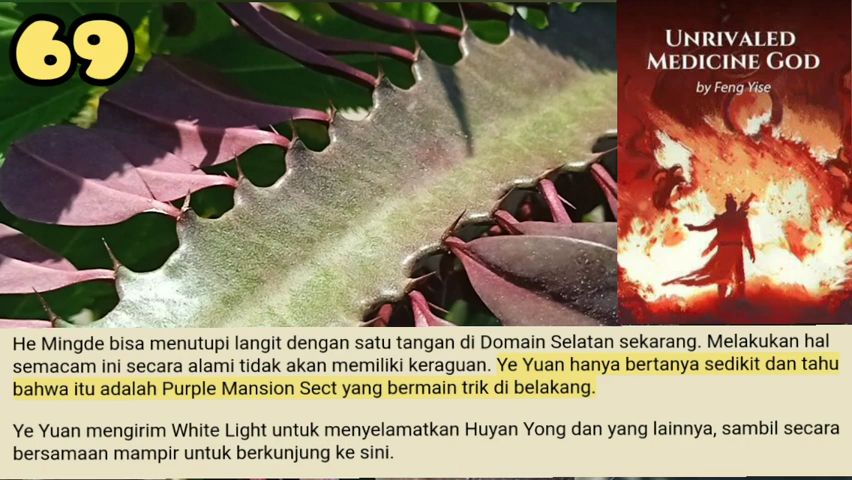 69
UNRIVALED
MEDICINE GOD
by Feng Yise
He Mingde bisa menutupi langit dengan satu tangan di Domain Selatan sekarang. Melakukan hal
semacam ini secara alami tidak akan memiliki keraguan. Ye Yuan hanya bertanya sedikit dan tahu
bahwa itu adalah Purple Mansion Sect yang bermain trik di belakang.
Ye Yuan mengirim White Light untuk menyelamatkan Huyan Yong dan yang lainnya, sambil secara
bersamaan mampir untuk berkunjung ke sini.